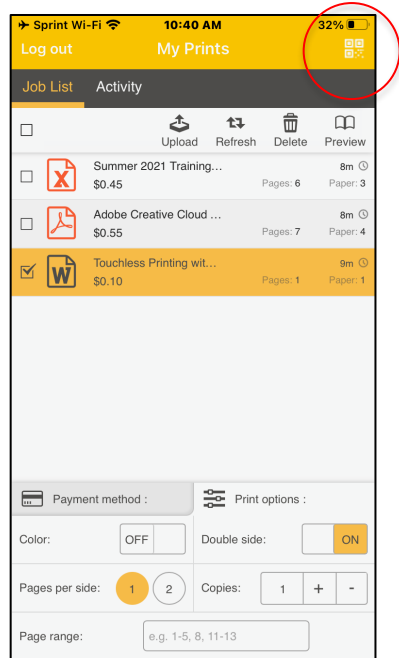 Sprint Wi-Fi 10:40 AM 32%
Log out My Prints
Job List Activity
Upload Refresh Delete Preview
X Summer 2021 Training... 8m
$0.45 Pages: 6 Paper: 3
Adobe Creative Cloud ... 8m
$0.55 Pages: 7 Paper: 4
W Touchless Printing wit... 9m
$0.10 Pages: 1 Paper: 1
Payment method : Print options :
Color: OFF Double side: ON
Pages per side: 1 2 Copies: 1 + -
Page range: e.g. 1-5, 8, 11-13